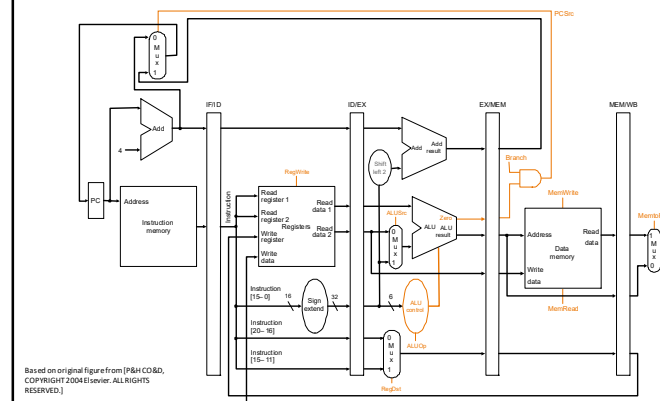 PCSrc
0
M
u
x
1
IF/ID
ID/EX
EX/MEM
MEM/WB
Add
4
Add
Add
result
Shift
left 2
Branch
RegWrite
MemWrite
PC
Address
Instruction
memory
Instruction
Read
register 1
Read
register 2
Registers
Write
register
Write
data
Read
data 1
Read
data 2
ALUSrc
0
M
u
x
1
Zero
ALU
ALU
result
Address
Read
data
Data
memory
Write
data
1
M
u
x
0
Instruction
[15–0]
16
Sign
extend
32
6
ALU
control
MemRead
Instruction
[20–16]
ALUOp
Instruction
[15–11]
0
M
u
x
1
RegDst
Based on original figure from [P&H CO&D,
COPYRIGHT 2004 Elsevier. ALL RIGHTS
RESERVED.]